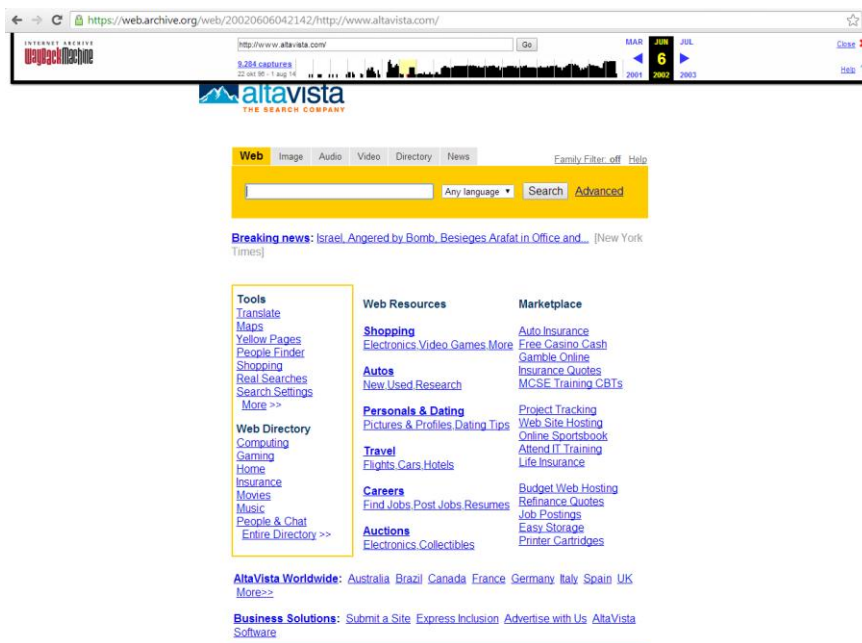 https://web.archive.org/web/20020606042142/http://www.altavista.com/
INTERNET ARCHIVE
WayBackMachine
http://www.altavista.com/
Go
9,284 captures
22 okt 96 - 1 aug 14
MAR JUN JUL
6
2001 2002 2003
Close
Help
altavista
THE SEARCH COMPANY
Web Image Audio Video Directory News
Family Filter: off Help
Any language Search Advanced
Breaking news: Israel, Angered by Bomb, Besieges Arafat in Office and... [New York
Times]
Tools
Translate
Maps
Yellow Pages
People Finder
Shopping
Real Searches
Search Settings
More >>
Web Directory
Computing
Gaming
Home
Insurance
Movies
Music
People & Chat
Entire Directory >>
Web Resources
Shopping
Electronics,Video Games,More
Autos
New,Used,Research
Personals & Dating
Pictures & Profiles,Dating Tips
Travel
Flights,Cars,Hotels
Careers
Find Jobs,Post Jobs,Resumes
Auctions
Electronics,Collectibles
Marketplace
Auto Insurance
Free Casino Cash
Gamble Online
Insurance Quotes
MCSE Training CBTs
Project Tracking
Web Site Hosting
Online Sportsbook
Attend IT Training
Life Insurance
Budget Web Hosting
Refinance Quotes
Job Postings
Easy Storage
Printer Cartridges
AltaVista Worldwide: Australia Brazil Canada France Germany Italy Spain UK
More>>
Business Solutions: Submit a Site Express Inclusion Advertise with Us AltaVista
Software